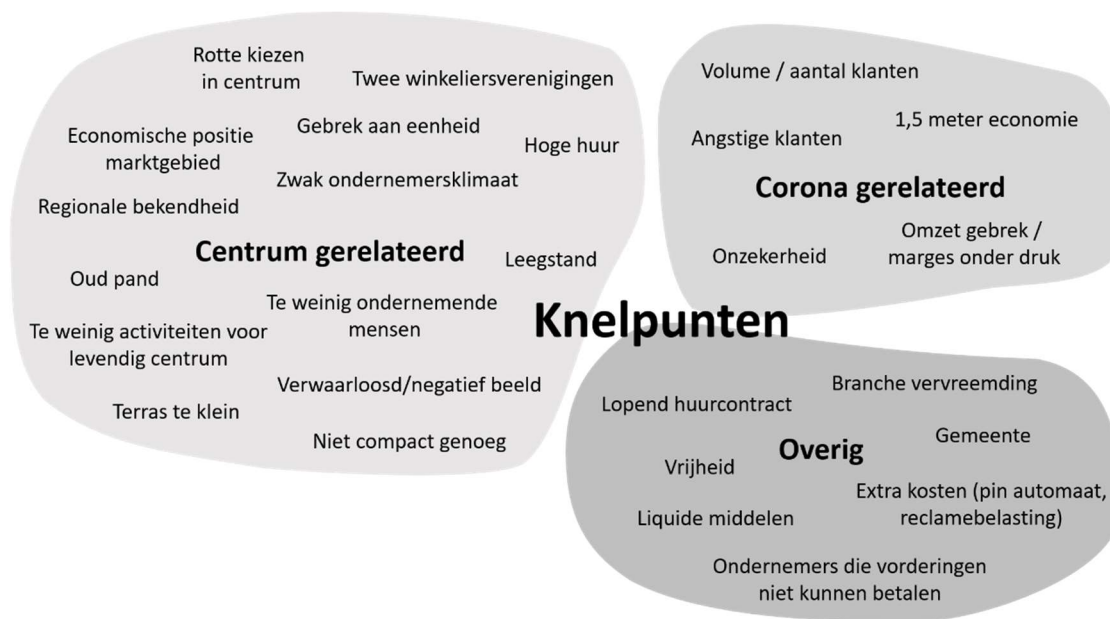 Rotte kiezen
in centrum
Twee winkeliersverenigingen
Economische positie
marktgebied
Gebrek aan eenheid
Hoge huur
Zwak ondernemersklimaat
Regionale bekendheid
Centrum gerelateerd
Leegstand
Oud pand
Te weinig ondernemende
mensen
Te weinig activiteiten voor
levendig centrum
Verwaarloosd/negatief beeld
Terras te klein
Niet compact genoeg
Knelpunten
Volume / aantal klanten
1,5 meter economie
Angstige klanten
Corona gerelateerd
Omzet gebrek /
marges onder druk
Onzekerheid
Branche vervreemding
Lopend huurcontract
Gemeente
Overig
Vrijheid
Extra kosten (pin automaat,
reclamebelasting)
Liquide middelen
Ondernemers die vorderingen
niet kunnen betalen